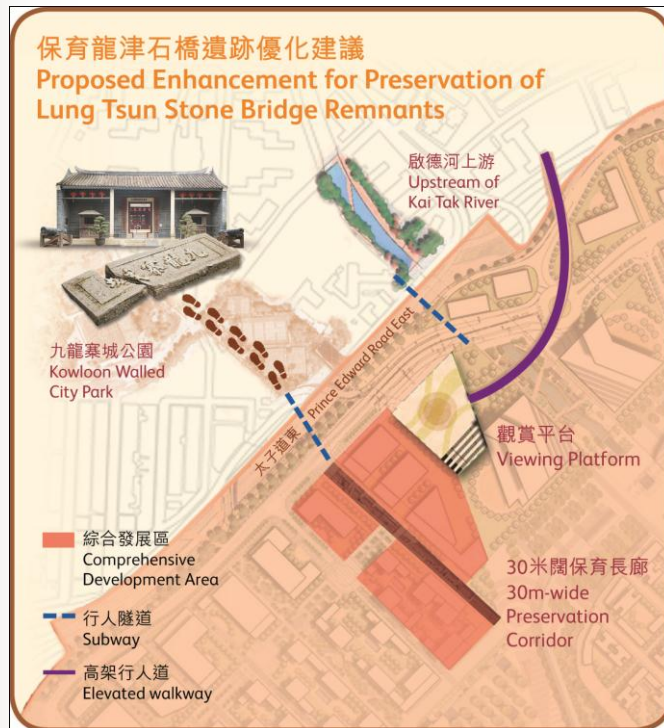 保育龍津石橋遺跡優化建議
Proposed Enhancement for Preservation of
Lung Tsun Stone Bridge Remnants
啟德河上游
Upstream of
Kai Tak River
九龍寨城公園
Kowloon Walled
City Park
太子道東 Prince Edward Road East
觀賞平台
Viewing Platform
30米闊保育長廊
30m-wide
Preservation
Corridor
綜合發展區
Comprehensive
Development Area
行人隧道
Subway
高架行人道
Elevated walkway